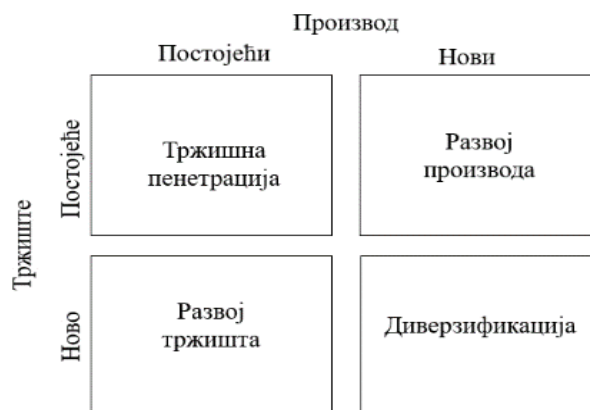 Производ
Постојећи
Нови
Тржиште
Постојеће
Тржишна
пенетрација
Развој
производа
Ново
Развој
тржишта
Диверзификација